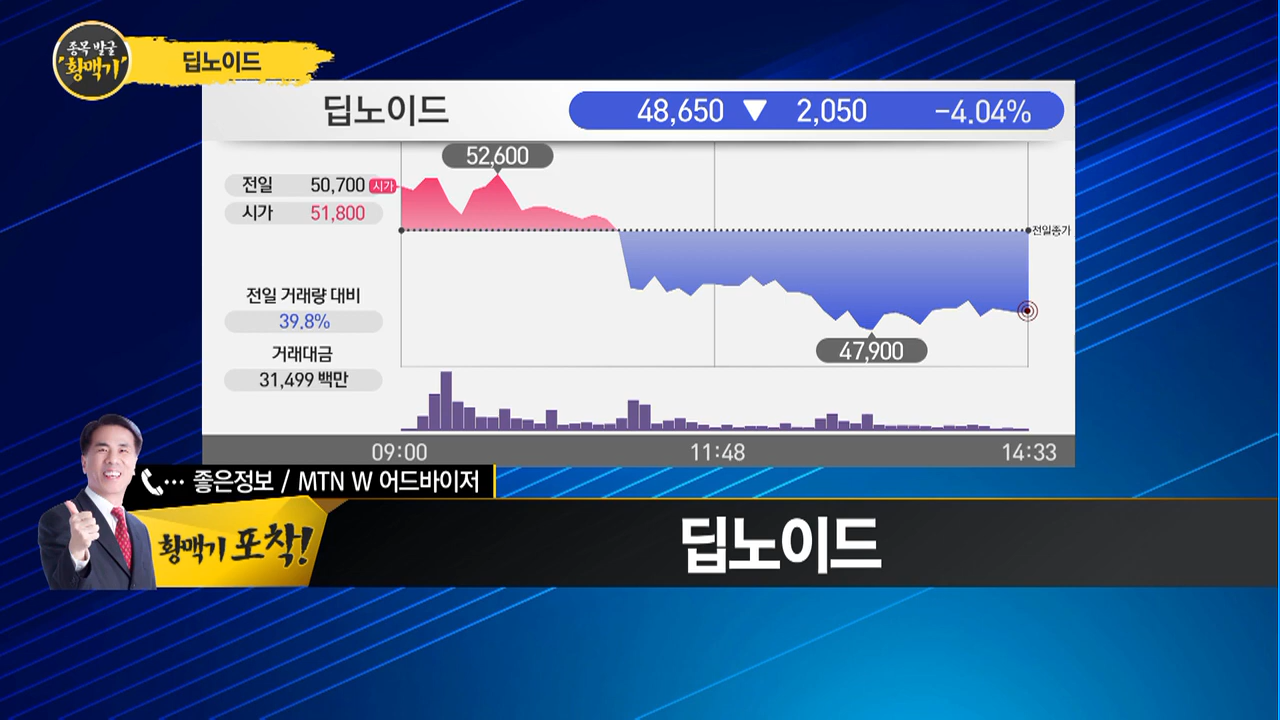 종목 발굴
'황맥기'
딥노이드
딥노이드
48,650 ▼ 2,050 -4.04%
52,600
전일 50,700 시가
시가 51,800
전일종가
전일 거래량 대비
39.8%
거래대금
31,499 백만
47,900
09:00 11:48 14:33
좋은정보 / MTN W 어드바이저
황맥기 포착!
딥노이드